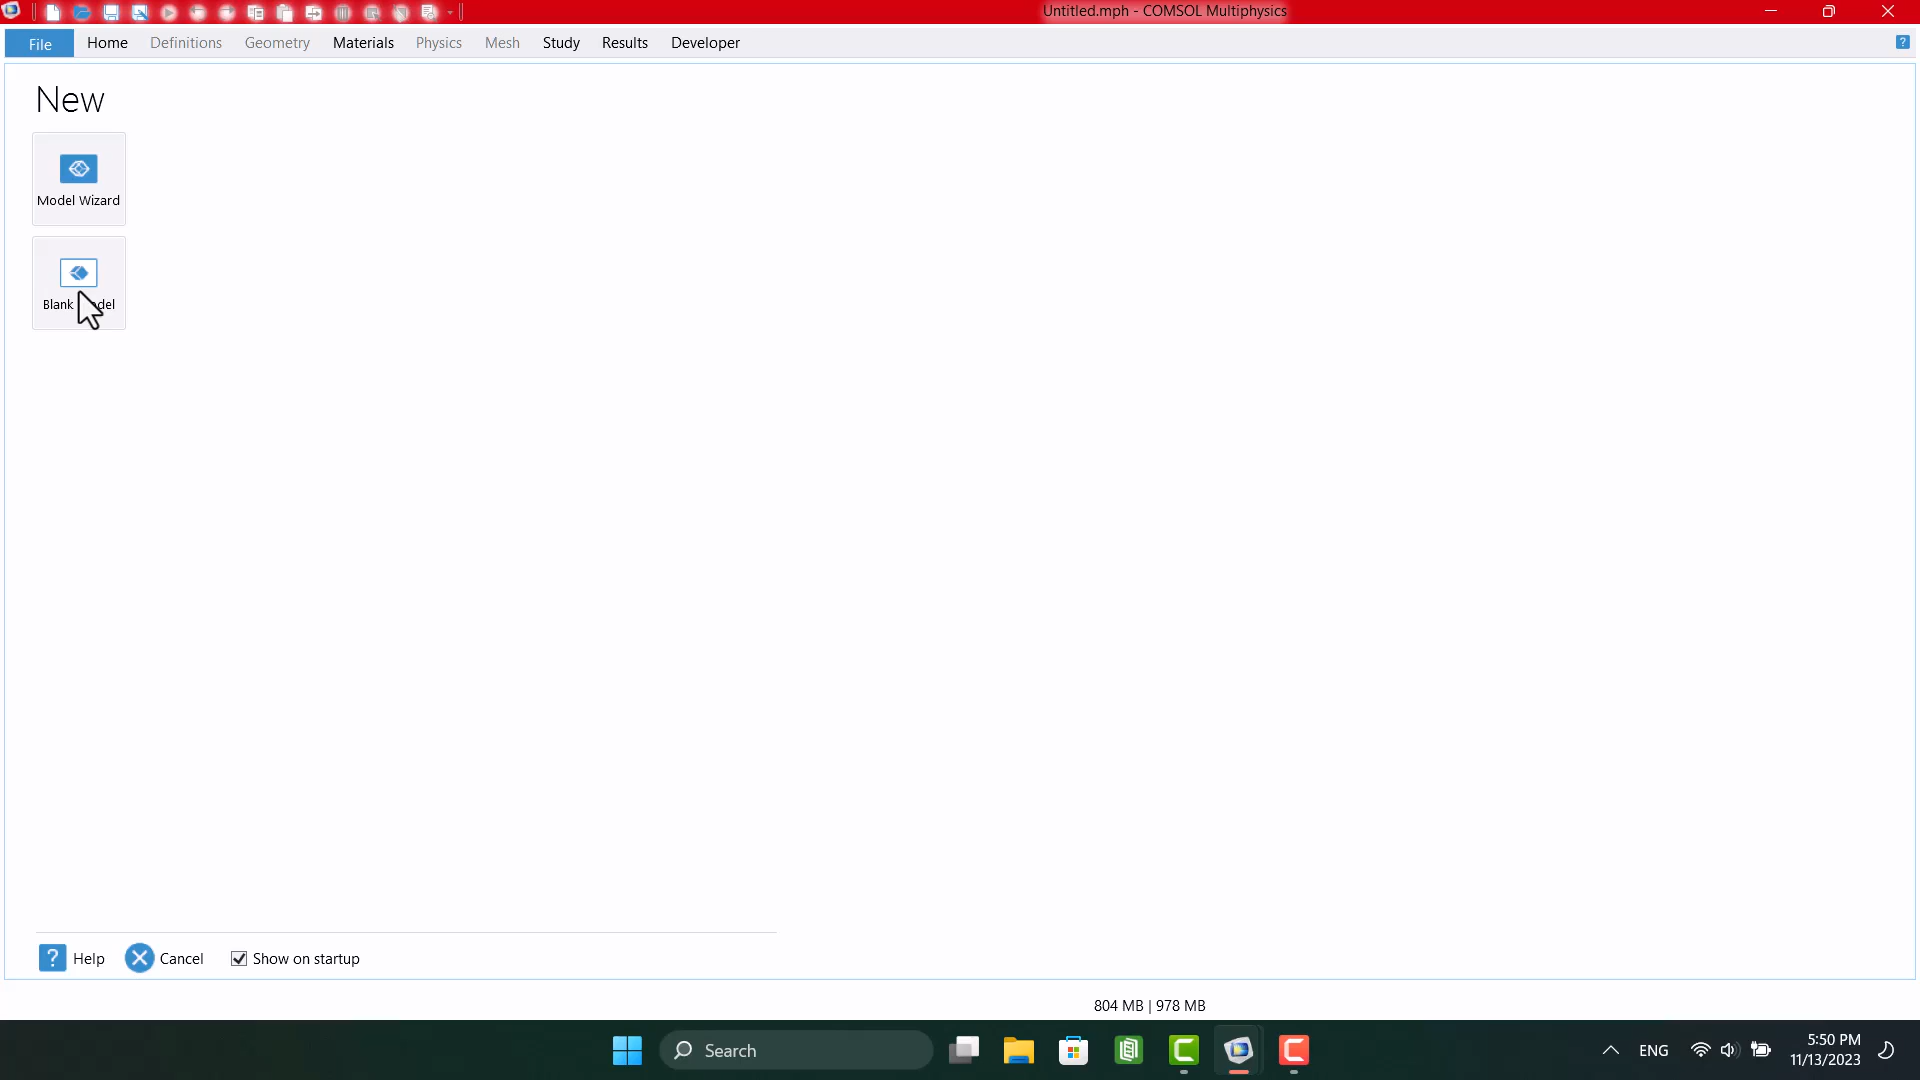 Untitled.mph - COMSOL Multiphysics
File Home Definitions Geometry Materials Physics Mesh Study Results Developer ?
New
Model Wizard
Blank
? Help Cancel Show on startup
804 MB | 978 MB
Search
ENG
5:50 PM
11/13/2023